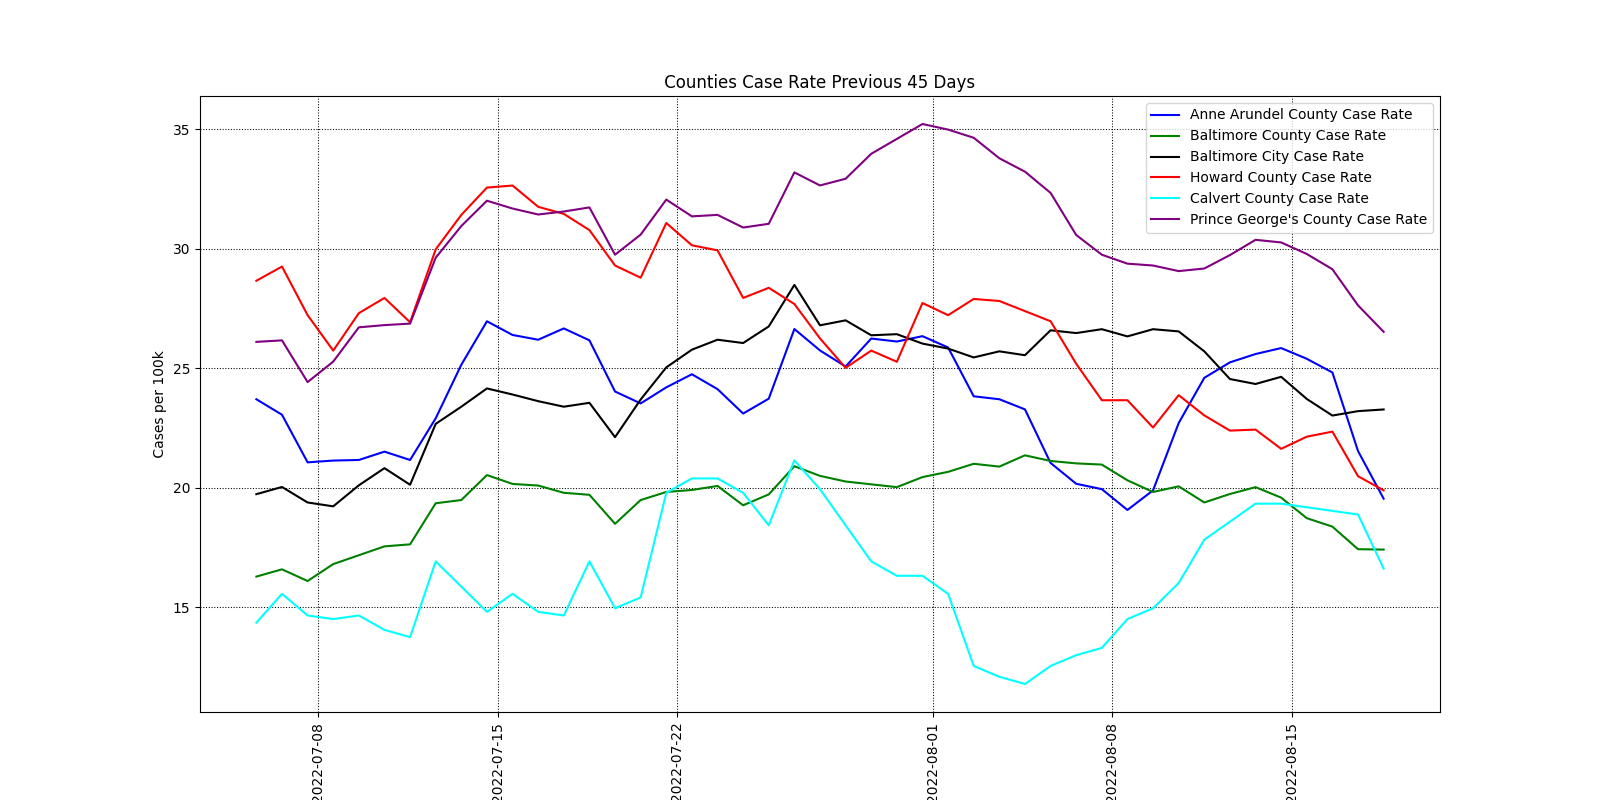 Counties Case Rate Previous 45 Days
Cases per 100k
35
30
25
20
15
Anne Arundel County Case Rate
Baltimore County Case Rate
Baltimore City Case Rate
Howard County Case Rate
Calvert County Case Rate
Prince George's County Case Rate
2022-07-08
2022-07-15
2022-07-22
2022-08-01
2022-08-08
2022-08-15